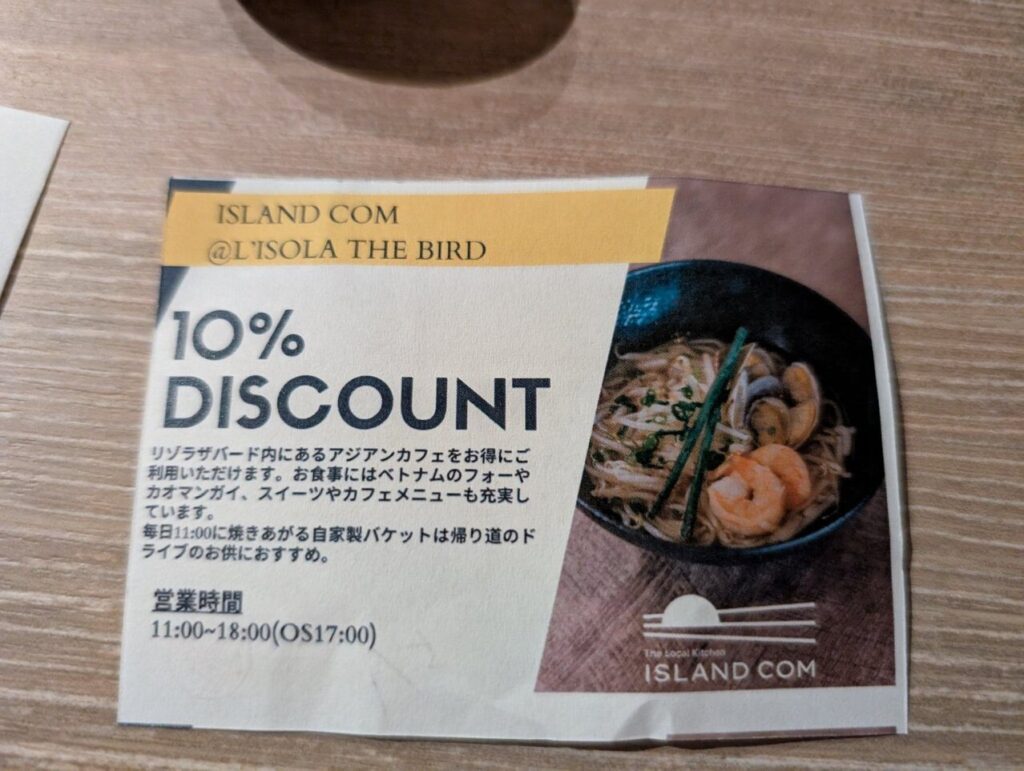 ISLAND COM
@L'ISOLA THE BIRD
10%
DISCOUNT
リゾラザバード内にあるアジアンカフェをお得にご
利用いただけます。お食事にはベトナムのフォーや
カオマンガイ、スイーツやカフェメニューも充実し
ています。
毎日11:00に焼きあがる自家製バケットは帰り道のド
ライブのお供におすすめ。
営業時間
11:00~18:00(OS17:00)
The Local Kitchen
ISLAND COM